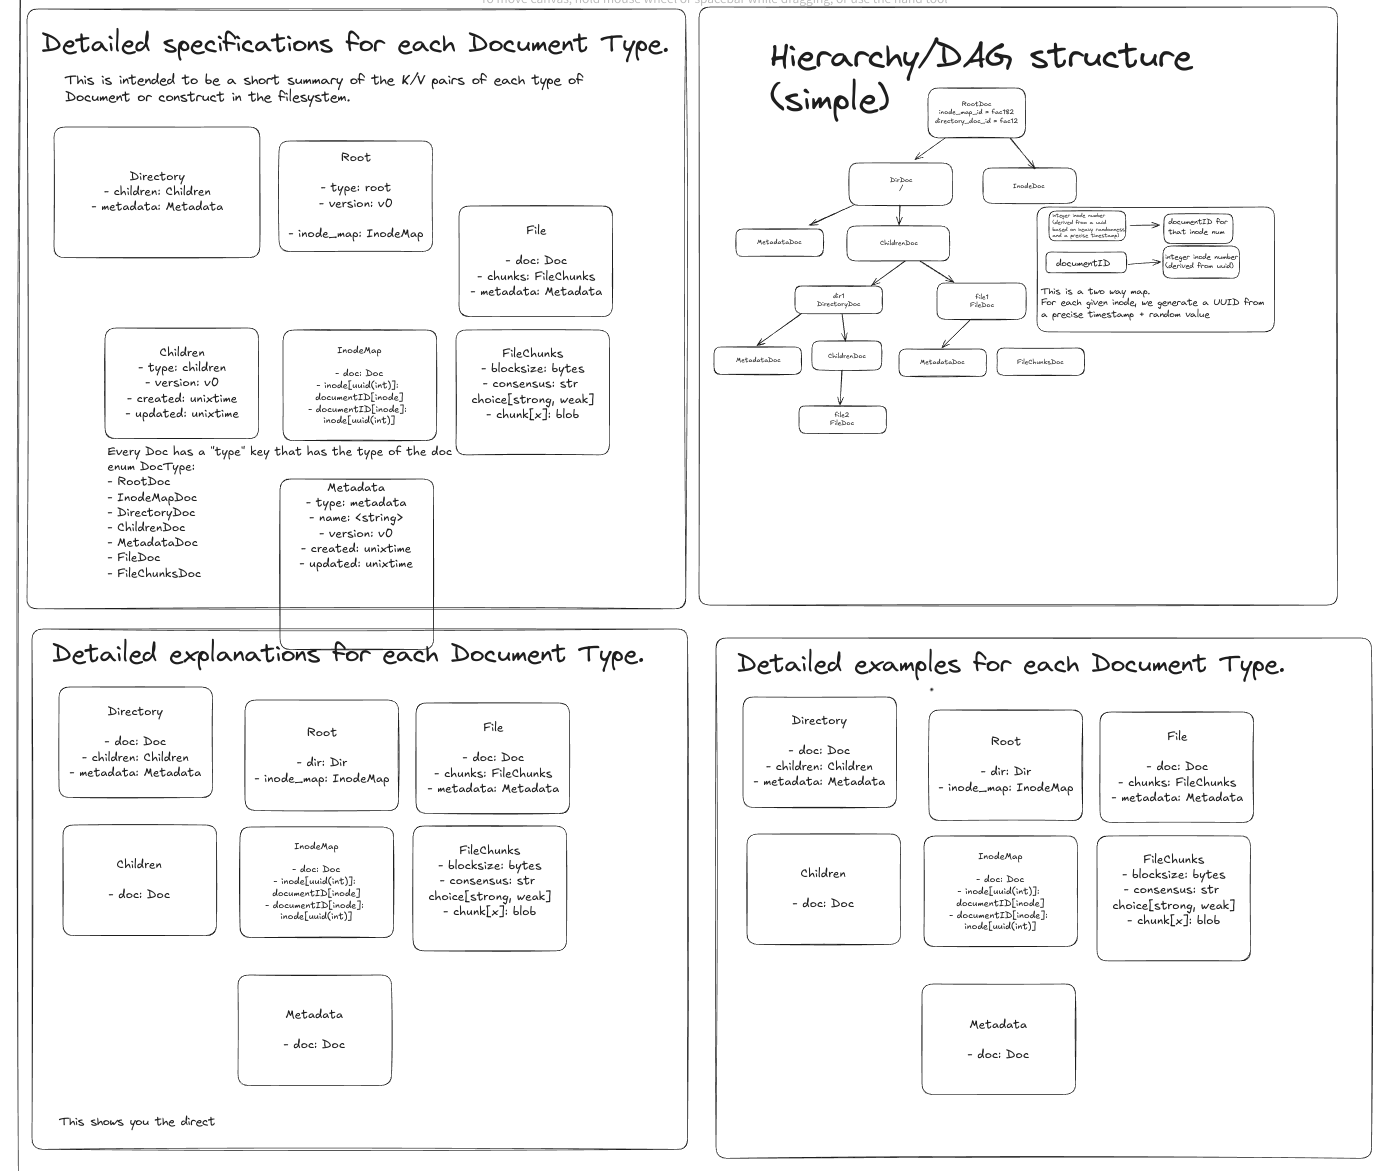 To move canvas, hold mouse wheel or spacebar while dragging, or use the hand tool
Detailed specifications for each Document Type.
This is intended to be a short summary of the K/V pairs of each type of
Document or construct in the filesystem.
Directory
- children: Children
- metadata: Metadata
Root
- type: root
- version: v0
- inode_map: InodeMap
File
- doc: Doc
- chunks: FileChunks
- metadata: Metadata
Children
- type: children
- version: v0
- created: unixtime
- updated: unixtime
InodeMap
- doc: Doc
- inode[uuid(int)]:
documentID[inode]
- documentID[inode]:
inode[uuid(int)]
FileChunks
- blocksize: bytes
- consensus: str
choice[strong, weak]
- chunk[x]: blob
Every Doc has a "type" key that has the type of the doc
enum DocType:
- RootDoc
- InodeMapDoc
- DirectoryDoc
- ChildrenDoc
- MetadataDoc
- FileDoc
- FileChunksDoc
Metadata
- type: metadata
- name: <string>
- version: v0
- created: unixtime
- updated: unixtime
Hierarchy/DAG structure
(simple)
RootDoc
inode_map_id = fac182
directory_doc_id = fac12
DirDoc
/
InodeDoc
MetadataDoc
ChildrenDoc
integer inode number
(derived from a uuid
based on heavy randomness
and a precise timestamp)
documentID for
that inode num
documentID
integer inode number
(derived from uuid)
This is a two way map.
For each given inode, we generate a UUID from
a precise timestamp + random value
dir1
DirectoryDoc
file1
FileDoc
MetadataDoc
ChildrenDoc
MetadataDoc
FileChunksDoc
file2
FileDoc
Detailed explanations for each Document Type.
Directory
- doc: Doc
- children: Children
- metadata: Metadata
Root
- dir: Dir
- inode_map: InodeMap
File
- doc: Doc
- chunks: FileChunks
- metadata: Metadata
Children
- doc: Doc
InodeMap
- doc: Doc
- inode[uuid(int)]:
documentID[inode]
- documentID[inode]:
inode[uuid(int)]
FileChunks
- blocksize: bytes
- consensus: str
choice[strong, weak]
- chunk[x]: blob
Metadata
- doc: Doc
This shows you the direct
Detailed examples for each Document Type.
Directory
- doc: Doc
- children: Children
- metadata: Metadata
Root
- dir: Dir
- inode_map: InodeMap
File
- doc: Doc
- chunks: FileChunks
- metadata: Metadata
Children
- doc: Doc
InodeMap
- doc: Doc
- inode[uuid(int)]:
documentID[inode]
- documentID[inode]:
inode[uuid(int)]
FileChunks
- blocksize: bytes
- consensus: str
choice[strong, weak]
- chunk[x]: blob
Metadata
- doc: Doc